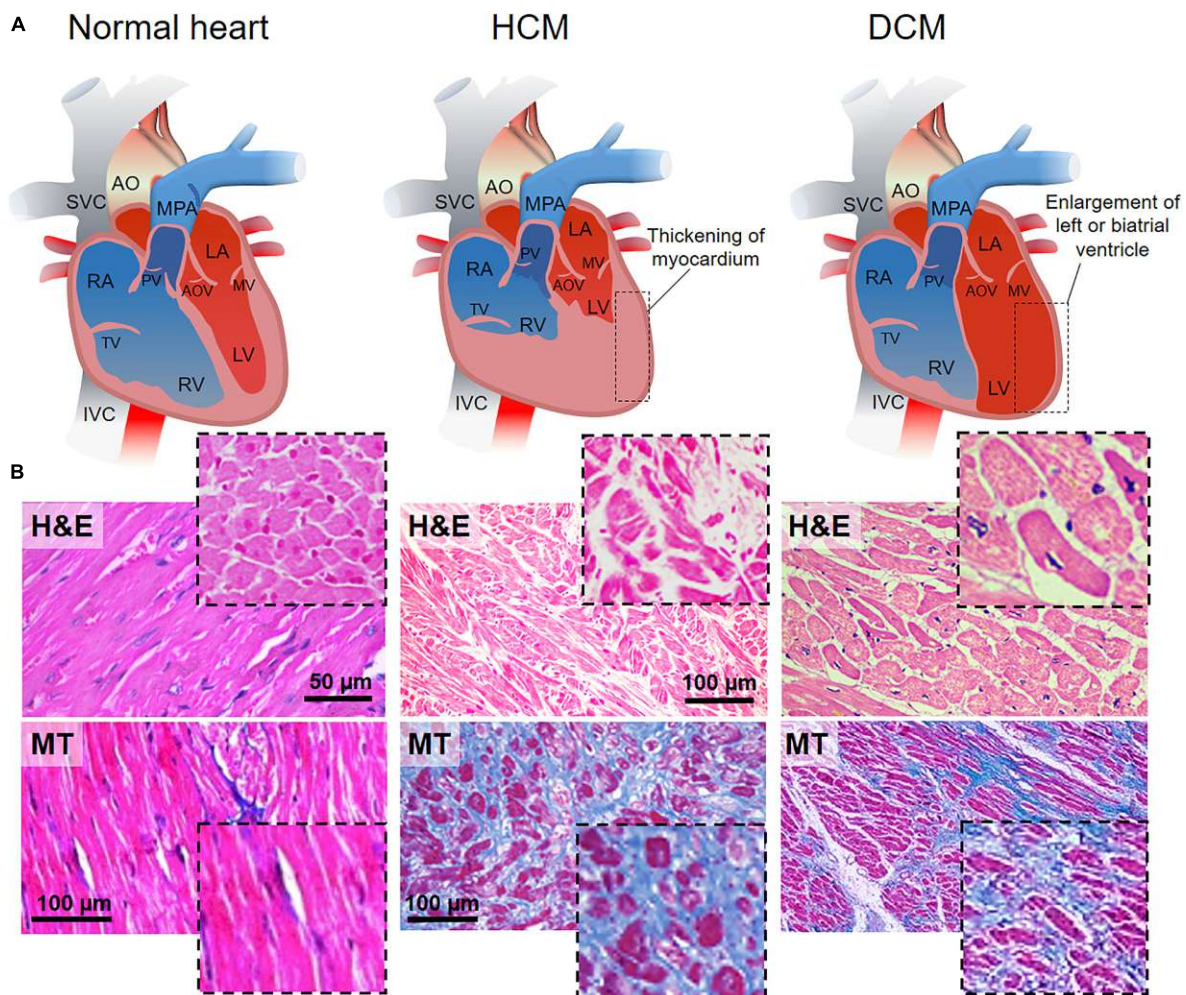 A
Normal heart
HCM
DCM
SVC
AO
MPA
LA
RA
PV
AOV
MV
TV
LV
RV
IVC
SVC
AO
MPA
LA
PV
RA
MV
AOV
TV
LV
RV
IVC
Thickening of
myocardium
SVC
AO
MPA
LA
RA
PV
AOV
MV
TV
RV
LV
IVC
Enlargement of
left or biatrial
ventricle
B
H&E
50 µm
H&E
100 µm
H&E
MT
100 µm
MT
100 µm
MT